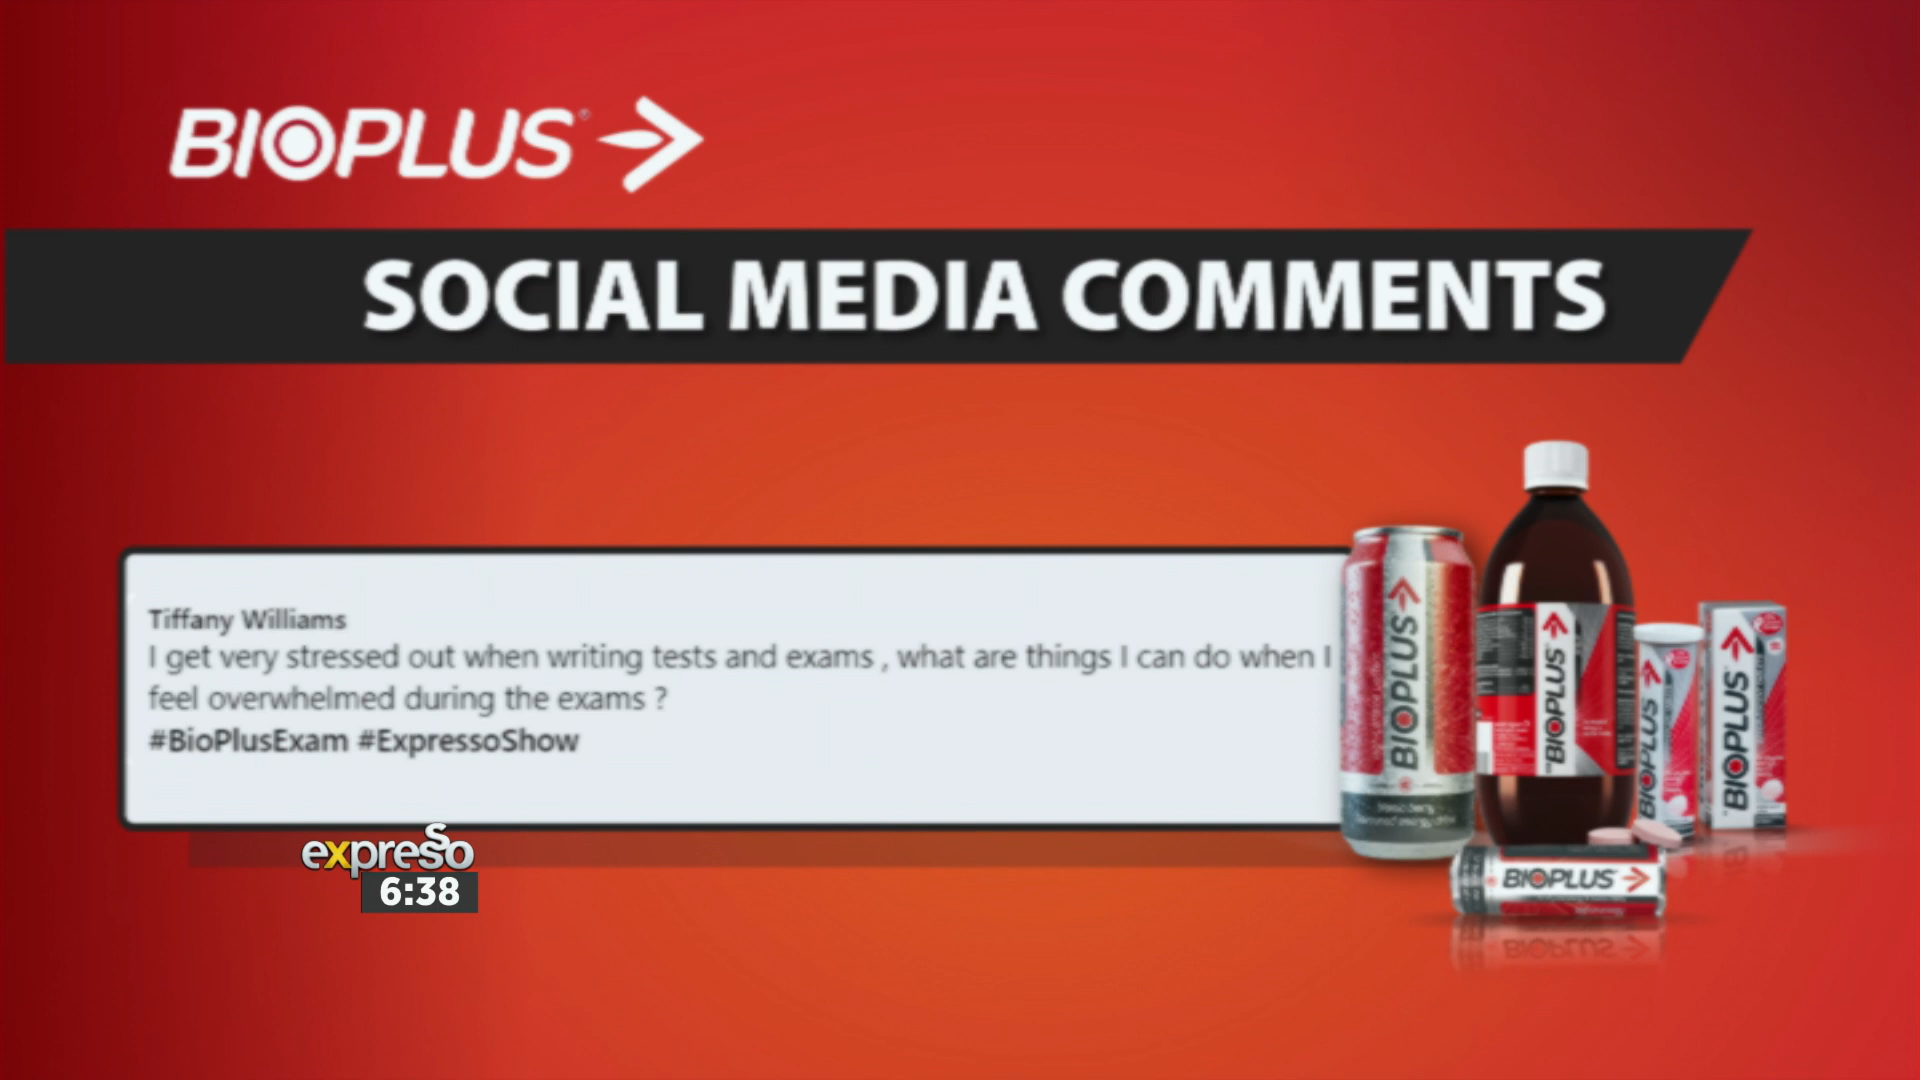 BIOPLUS®
SOCIAL MEDIA COMMENTS
Tiffany Williams
I get very stressed out when writing tests and exams , what are things I can do when I
feel overwhelmed during the exams ?
#BioPlusExam #ExpressoShow
expresso
6:38
BIOPLUS
BIOPLUS
BIOPLUS
BIOPLUS
BIOPLUS